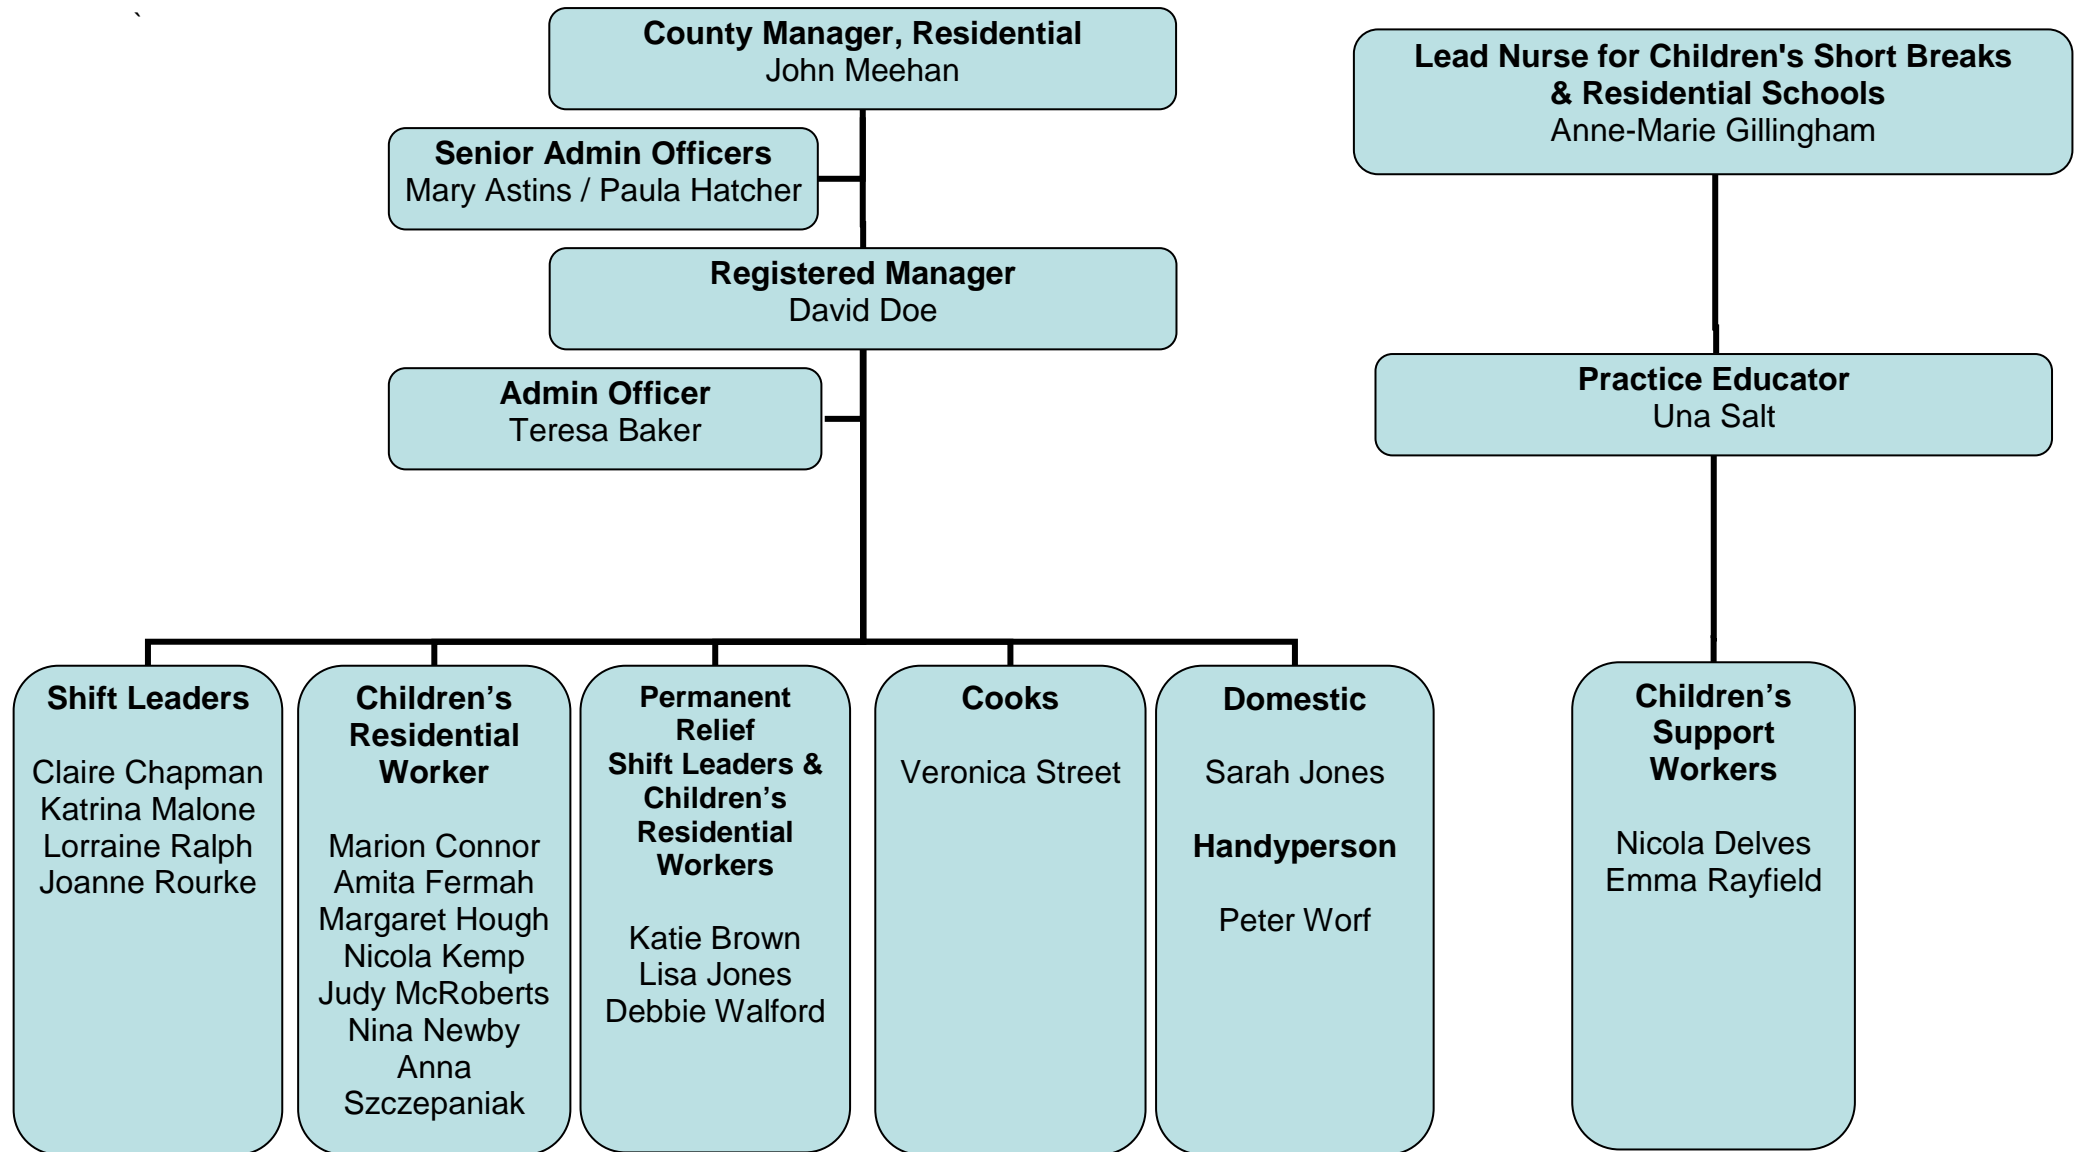 `
County Manager, Residential
John Meehan
Lead Nurse for Children's Short Breaks
& Residential Schools
Anne-Marie Gillingham
Senior Admin Officers
Mary Astins / Paula Hatcher
Registered Manager
David Doe
Practice Educator
Una Salt
Admin Officer
Teresa Baker
Shift Leaders
Claire Chapman
Katrina Malone
Lorraine Ralph
Joanne Rourke
Children’s
Residential
Worker
Marion Connor
Amita Fermah
Margaret Hough
Nicola Kemp
Judy McRoberts
Nina Newby
Anna
Szczepaniak
Permanent
Relief
Shift Leaders &
Children’s
Residential
Workers
Katie Brown
Lisa Jones
Debbie Walford
Cooks
Veronica Street
Domestic
Sarah Jones
Handyperson
Peter Worf
Children’s
Support
Workers
Nicola Delves
Emma Rayfield